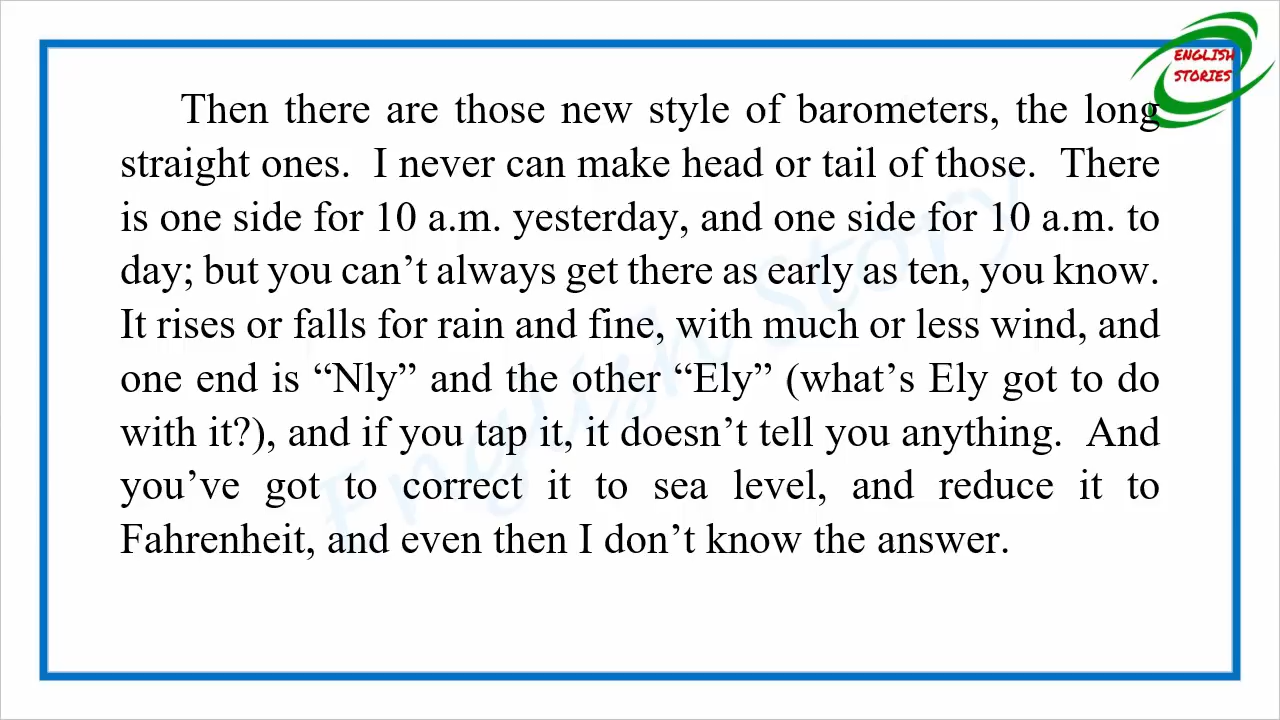 ENGLISH
STORIES
Then there are those new style of barometers, the long
straight ones.  I never can make head or tail of those.  There
is one side for 10 a.m. yesterday, and one side for 10 a.m. to
day; but you can’t always get there as early as ten, you know.
It rises or falls for rain and fine, with much or less wind, and
one end is “Nly” and the other “Ely” (what’s Ely got to do
with it?), and if you tap it, it doesn’t tell you anything.  And
you’ve got to correct it to sea level, and reduce it to
Fahrenheit, and even then I don’t know the answer.
English Story